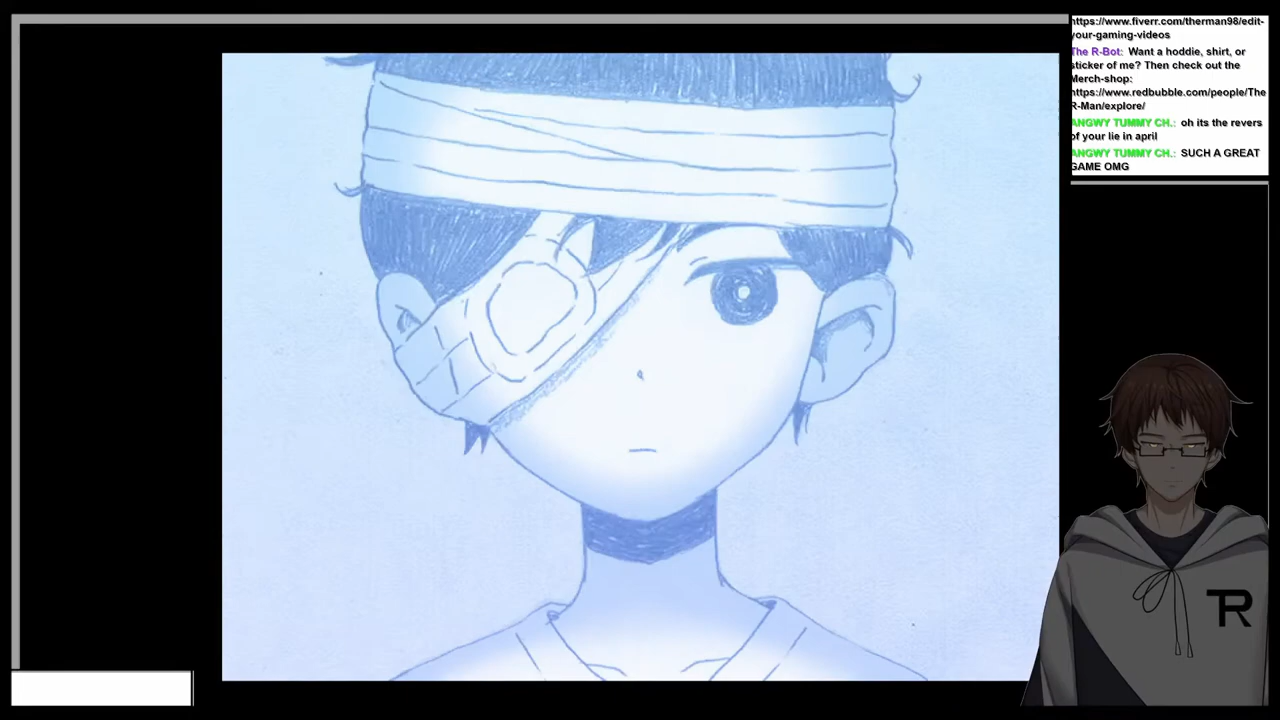 https://www.fiverr.com/therman98/edit-
your-gaming-videos
The R-Bot: Want a hoddie, shirt, or
sticker of me? Then check out the
Merch-shop:
https://www.redbubble.com/people/The
R-Man/explore/
ANGWY TUMMY CH.: oh its the revers
of your lie in april
ANGWY TUMMY CH.: SUCH A GREAT
GAME OMG
TR